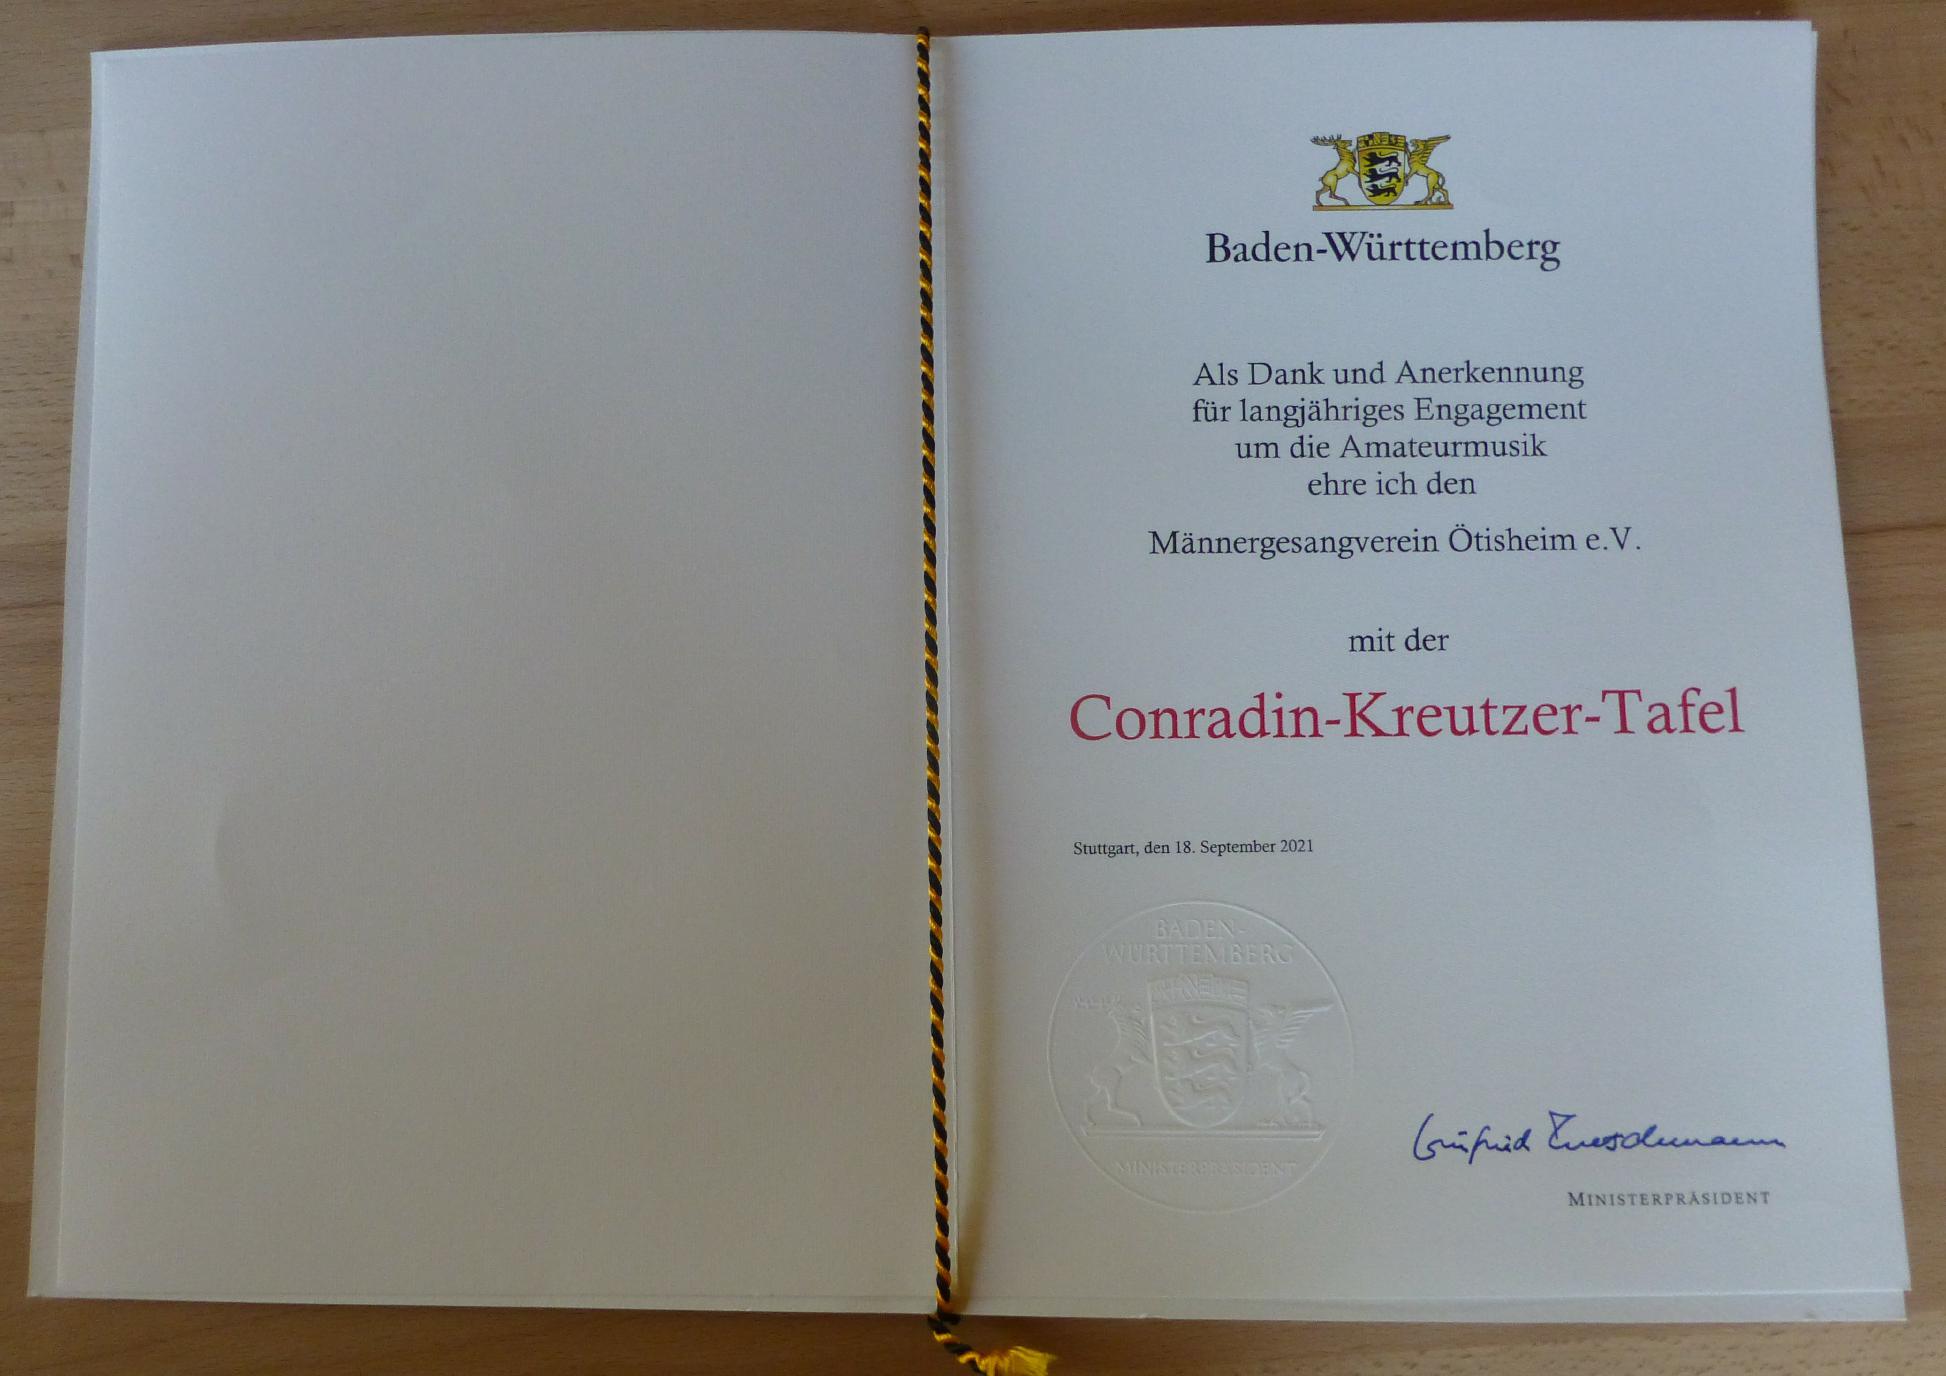 Baden-Württemberg
Als Dank und Anerkennung
für langjähriges Engagement
um die Amateurmusik
ehre ich den
Männergesangverein Ötisheim e.V.
mit der
Conradin-Kreutzer-Tafel
Stuttgart, den 18. September 2021
BADEN-
WÜRTTEMBERG
MINISTERPRÄSIDENT
Winfried Kretschmann
MINISTERPRÄSIDENT